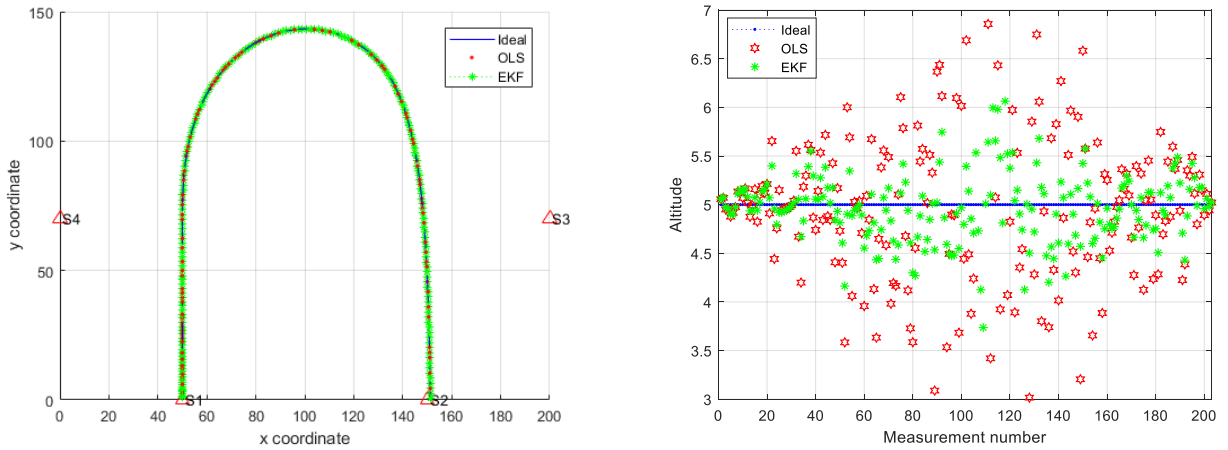 150
100
50
0
y coordinate
Ideal
OLS
EKF
S4
S3
S1
S2
0 20 40 60 80 100 120 140 160 180 200
x coordinate
7
6.5
6
5.5
5
4.5
4
3.5
3
Altitude
Ideal
OLS
EKF
0 20 40 60 80 100 120 140 160 180 200
Measurement number